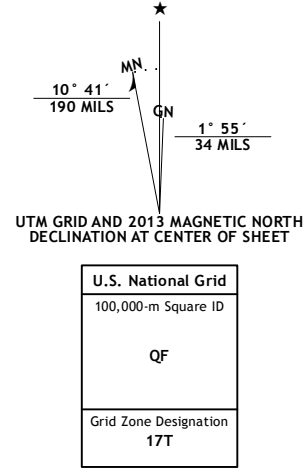 ★
MN
GN
10° 41´
190 MILS
1° 55´
34 MILS
UTM GRID AND 2013 MAGNETIC NORTH
DECLINATION AT CENTER OF SHEET
U.S. National Grid
100,000-m Square ID
QF
Grid Zone Designation
17T